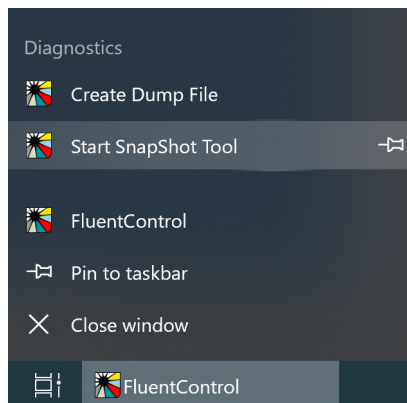 Diagnostics
Create Dump File
Start SnapShot Tool
FluentControl
Pin to taskbar
Close window
FluentControl